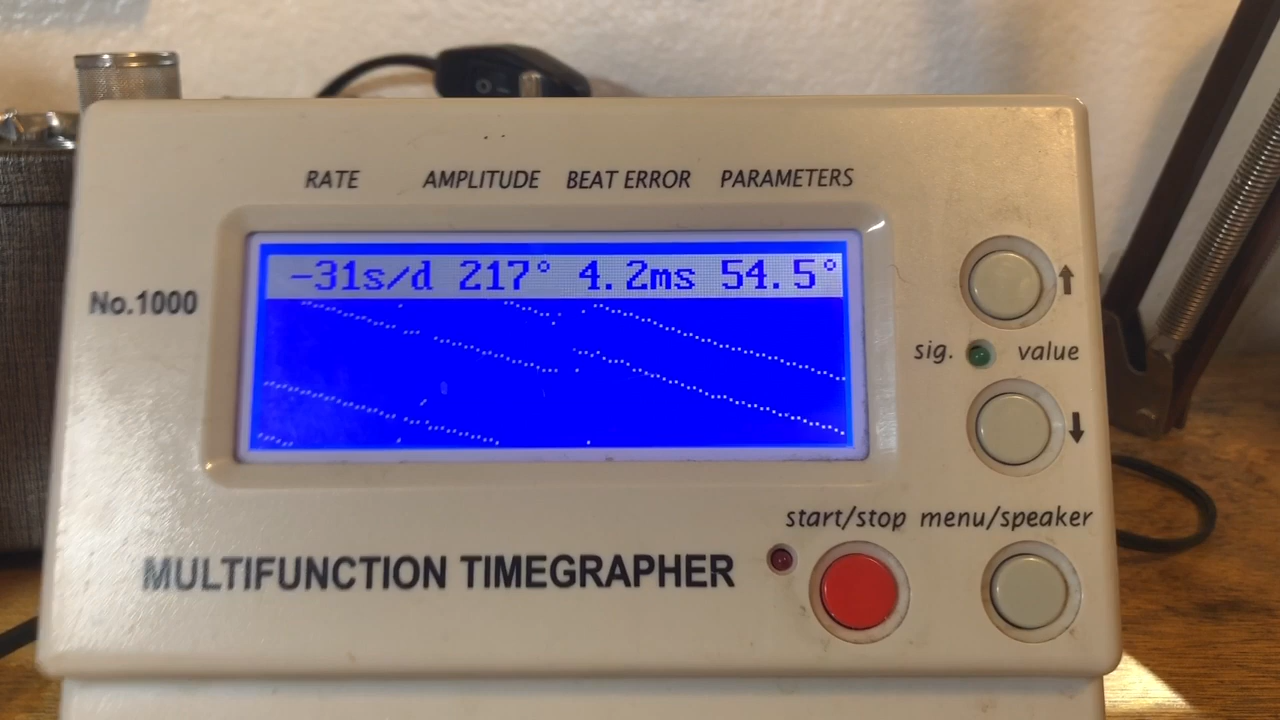 RATE AMPLITUDE BEAT ERROR PARAMETERS
-31s/d 217° 4.2ms 54.5°
No.1000
sig. value
start/stop menu/speaker
MULTIFUNCTION TIMEGRAPHER